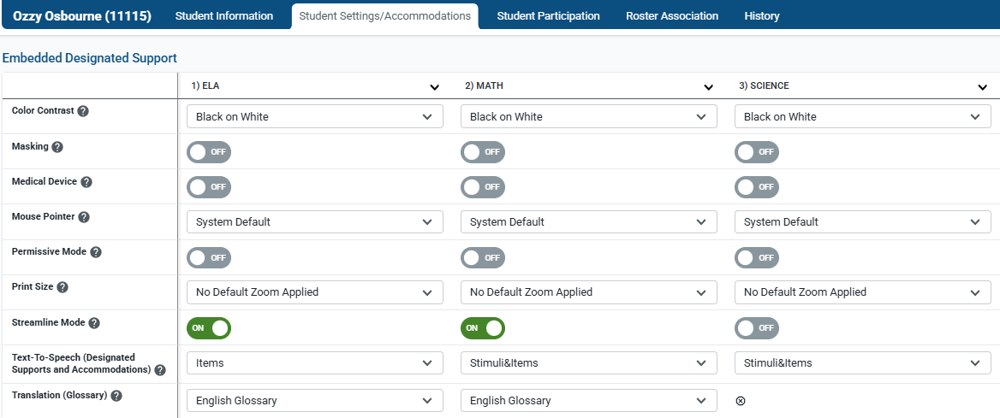 Ozzy Osbourne (11115) Student Information Student Settings/Accommodations Student Participation Roster Association History
Embedded Designated Support
1) ELA 2) MATH 3) SCIENCE
Color Contrast ? Black on White Black on White Black on White
Masking ? OFF OFF OFF
Medical Device ? OFF OFF OFF
Mouse Pointer ? System Default System Default System Default
Permissive Mode ? OFF OFF OFF
Print Size ? No Default Zoom Applied No Default Zoom Applied No Default Zoom Applied
Streamline Mode ? ON ON OFF
Text-To-Speech (Designated
Supports and Accommodations) ? Items Stimuli&Items Stimuli&Items
Translation (Glossary) ? English Glossary English Glossary